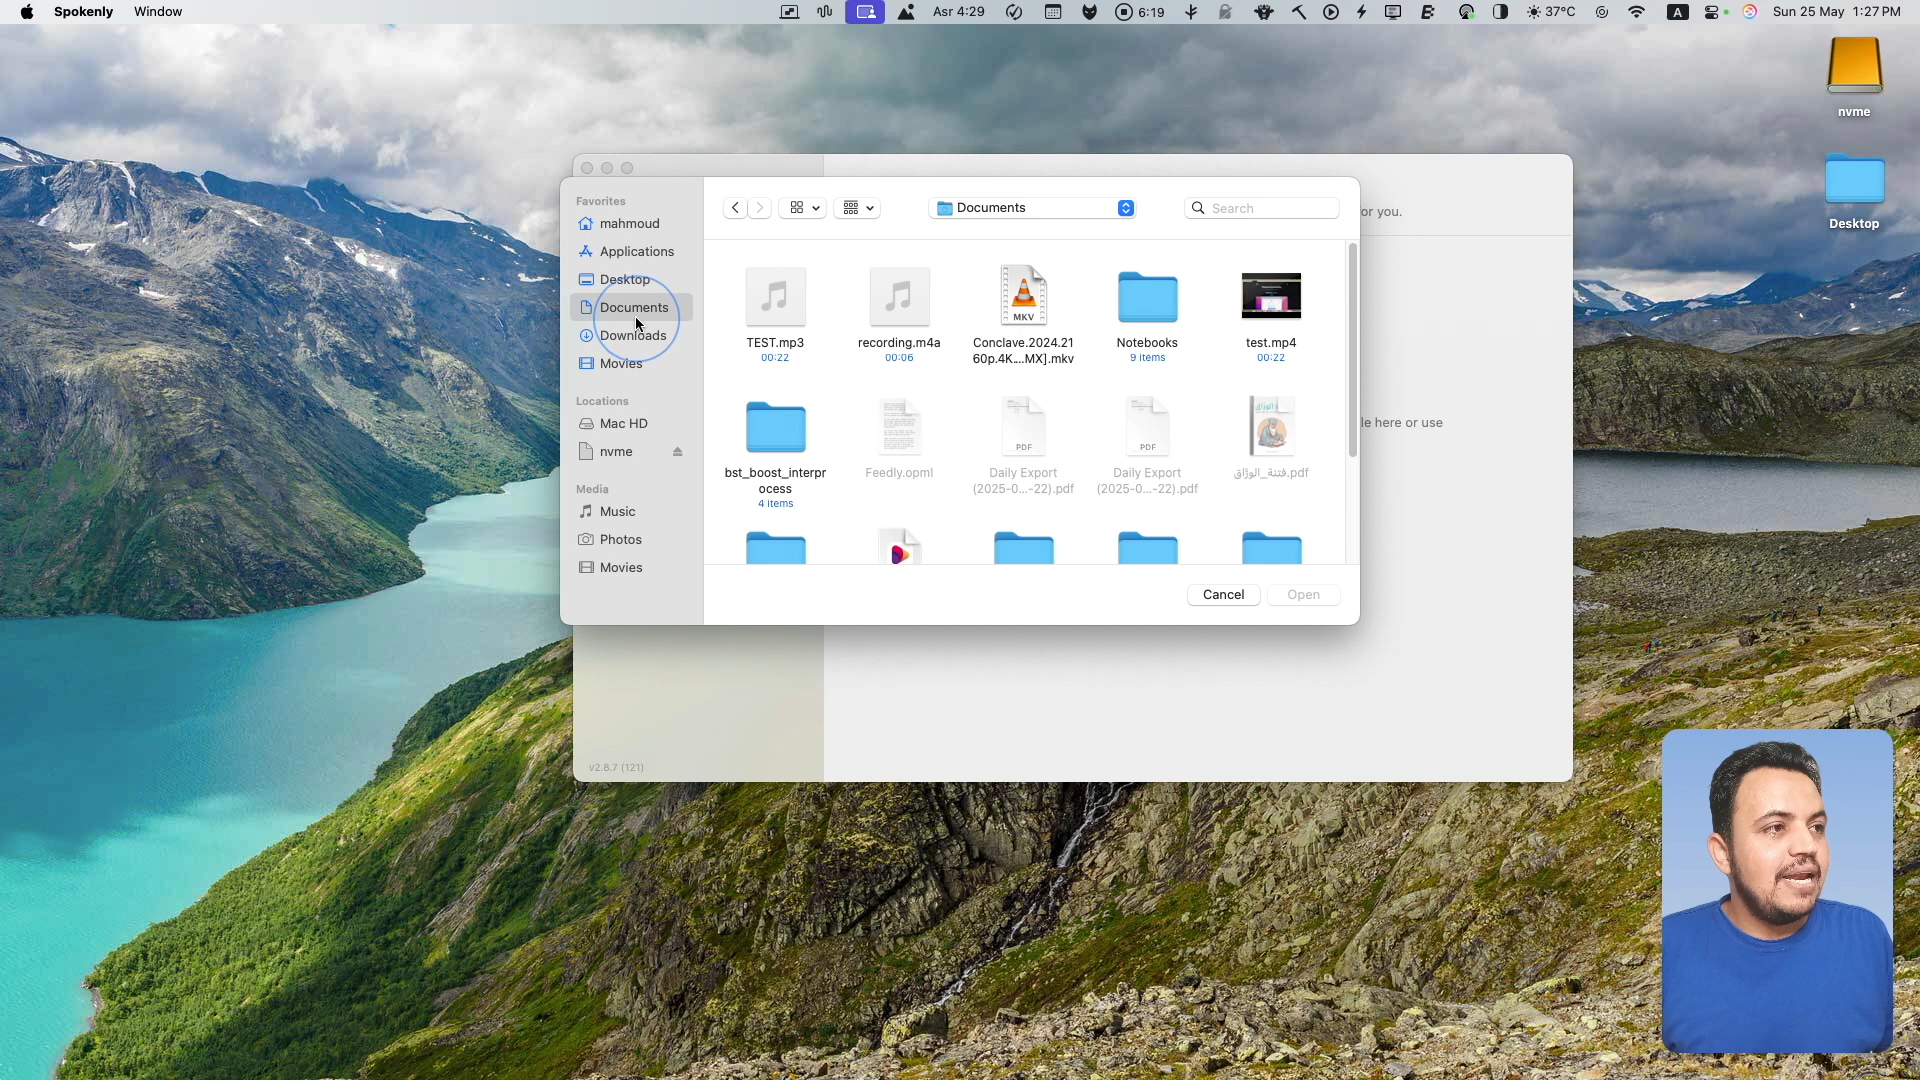 Spokenly
Window
Asr 4:29
6:19
37°C
A
Sun 25 May 1:27 PM
nvme
Desktop
Favorites
mahmoud
Applications
Desktop
Documents
Downloads
Movies
Locations
Mac HD
nvme
Media
Music
Photos
Movies
Documents
Search
or you.
TEST.mp3
00:22
recording.m4a
00:06
MKV
Conclave.2024.21
60p.4K....MX].mkv
Notebooks
9 items
test.mp4
00:22
bst_boost_interpr
ocess
4 items
Feedly.opml
PDF
Daily Export
(2025-0...-22).pdf
PDF
Daily Export
(2025-0...-22).pdf
فتنة_الورّاق.pdf
le here or use
Cancel
Open
v2.8.7 (121)